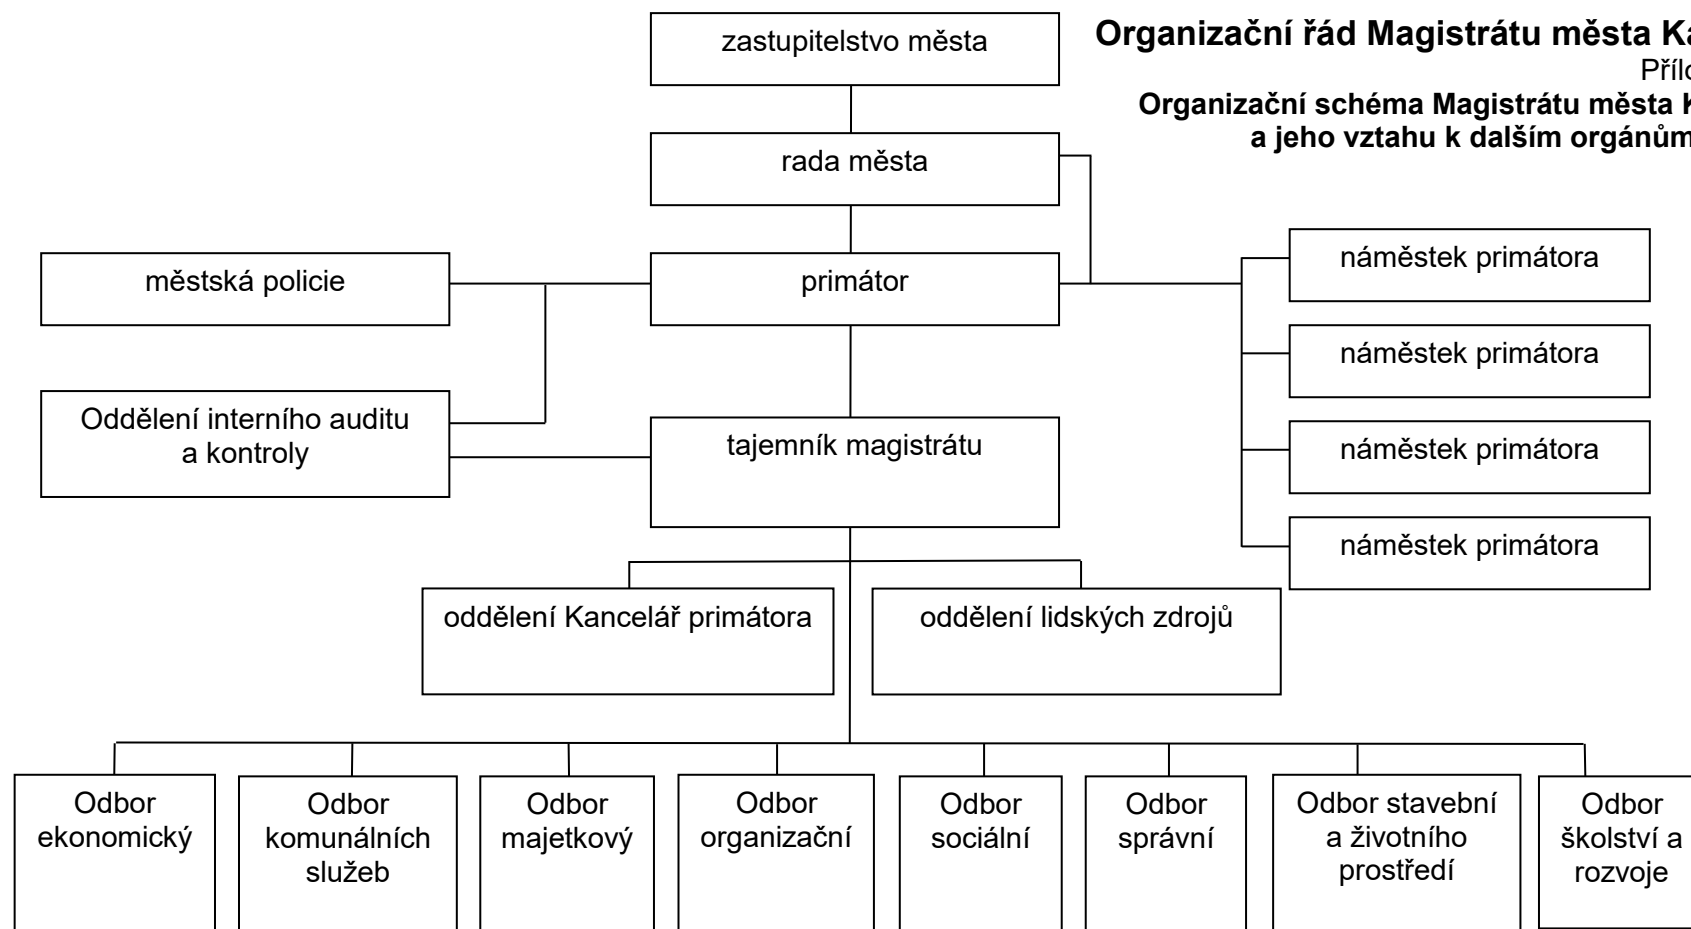 zastupitelstvo města
Organizační řád Magistrátu města
Organizační schéma Magistrátu města
a jeho vztahu k dalším orgánům
rada města
městská policie
primátor
náměstek primátora
náměstek primátora
náměstek primátora
náměstek primátora
Oddělení interního auditu
a kontroly
tajemník magistrátu
oddělení Kancelář primátora
oddělení lidských zdrojů
Odbor
ekonomický
Odbor
komunálních
služeb
Odbor
majetkový
Odbor
organizační
Odbor
sociální
Odbor
správní
Odbor stavební
a životního
prostředí
Odbor
školství a
rozvoje